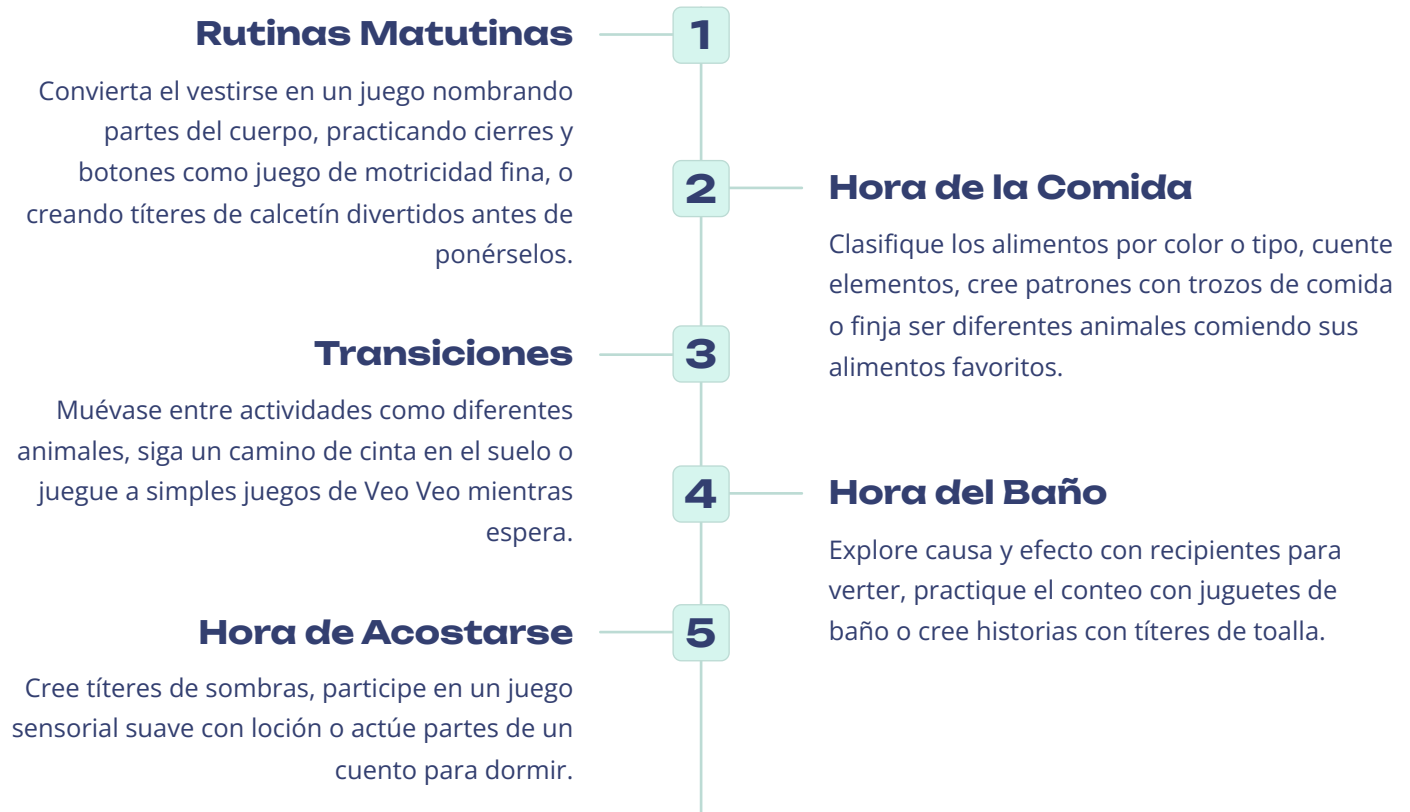 Rutinas Matutinas
1
Convierta el vestirse en un juego nombrando
partes del cuerpo, practicando cierres y
botones como juego de motricidad fina, o
creando títeres de calcetín divertidos antes de
ponérselos.
2
Hora de la Comida
Clasifique los alimentos por color o tipo, cuente
elementos, cree patrones con trozos de comida
o finja ser diferentes animales comiendo sus
alimentos favoritos.
Transiciones
3
Muévase entre actividades como diferentes
animales, siga un camino de cinta en el suelo o
juegue a simples juegos de Veo Veo mientras
espera.
4
Hora del Baño
Explore causa y efecto con recipientes para
verter, practique el conteo con juguetes de
baño o cree historias con títeres de toalla.
Hora de Acostarse
5
Cree títeres de sombras, participe en un juego
sensorial suave con loción o actúe partes de un
cuento para dormir.